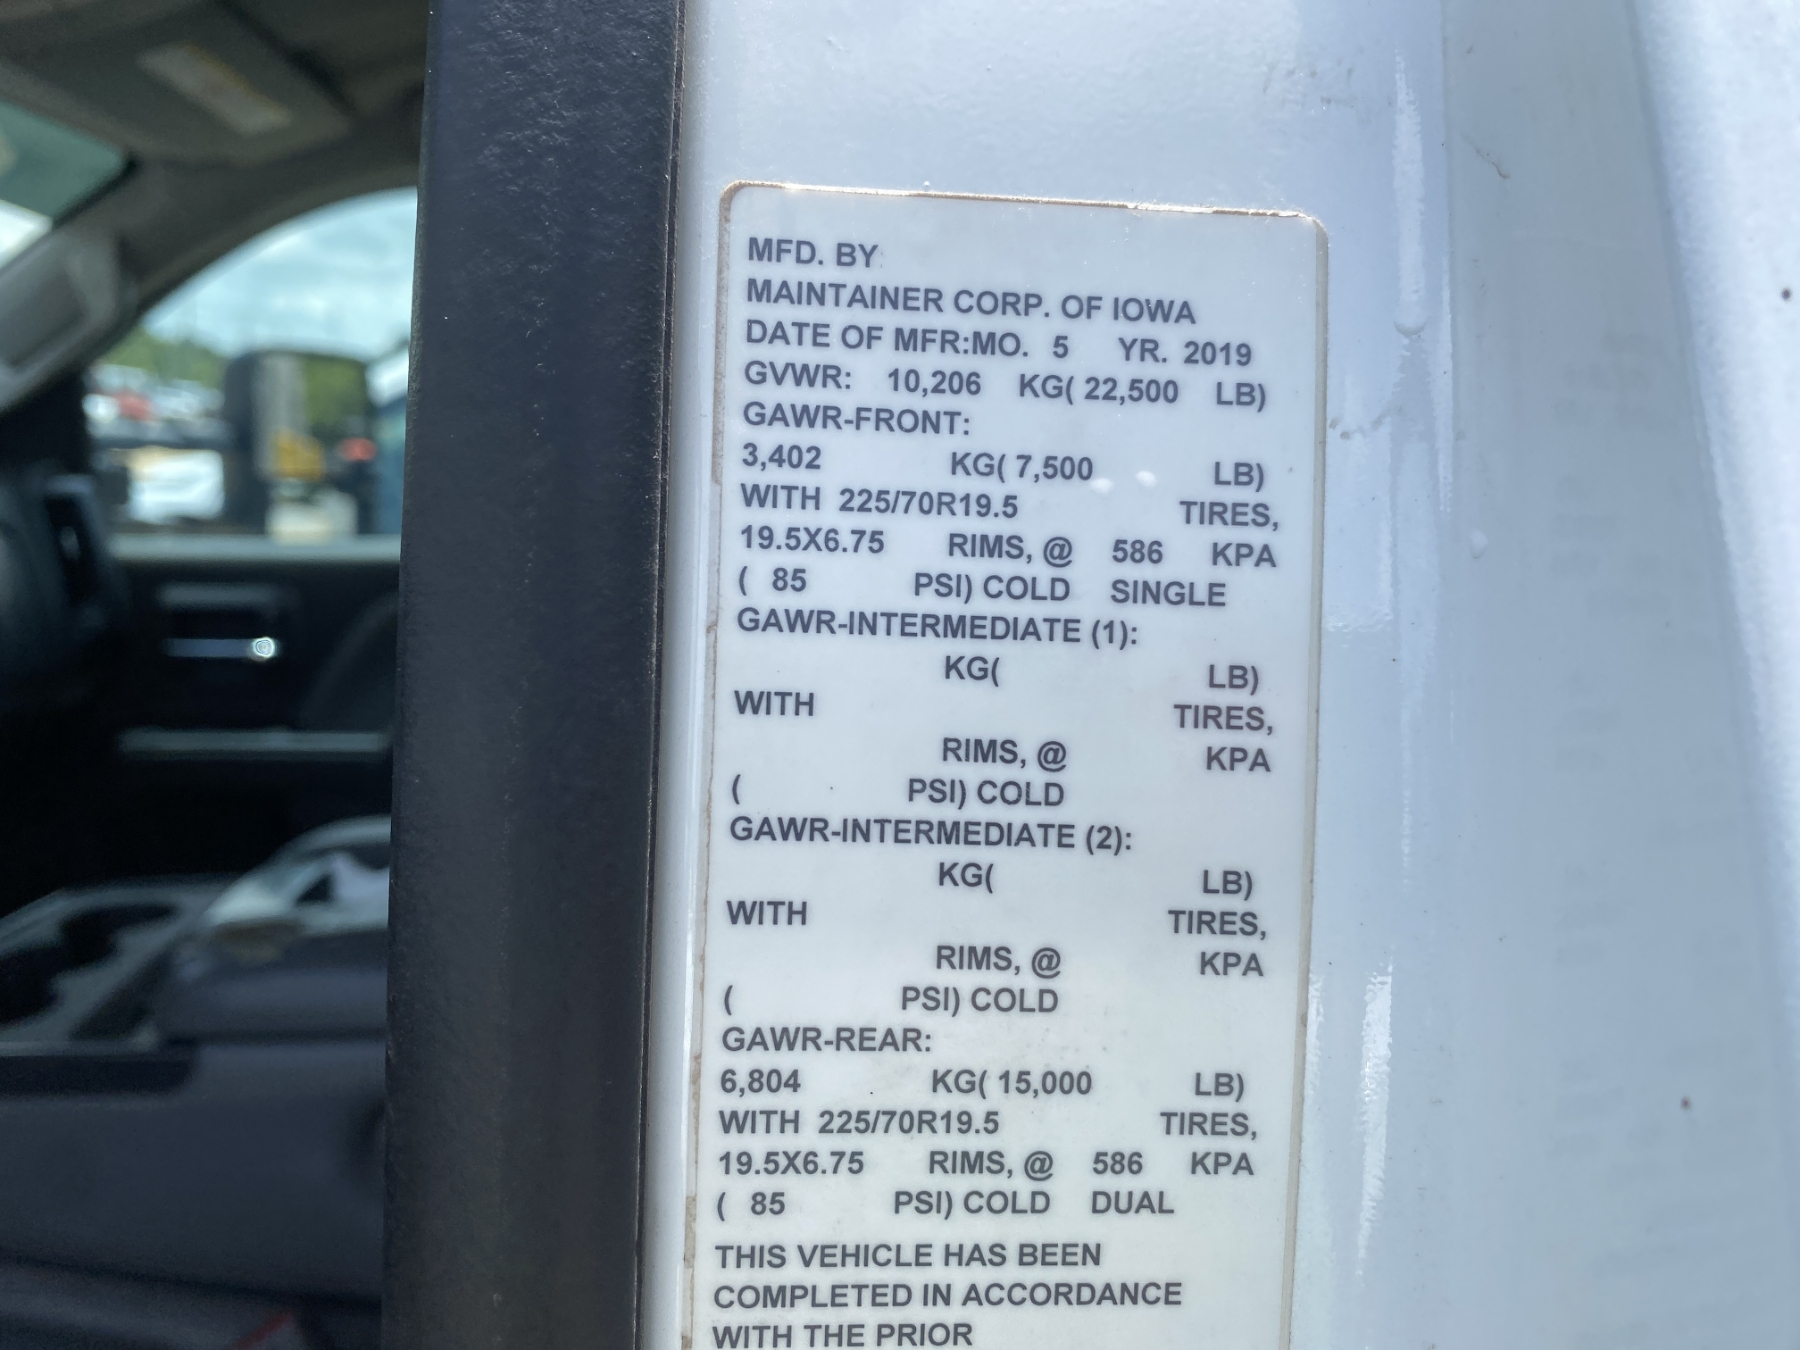 MFD. BY
MAINTAINER CORP. OF IOWA
DATE OF MFR:MO. 5 YR. 2019
GVWR: 10,206 KG( 22,500 LB)
GAWR-FRONT:
3,402 KG( 7,500 LB)
WITH 225/70R19.5 TIRES,
19.5X6.75 RIMS, @ 586 KPA
( 85 PSI) COLD SINGLE
GAWR-INTERMEDIATE (1):
KG( LB)
WITH TIRES,
RIMS, @ KPA
( PSI) COLD
GAWR-INTERMEDIATE (2):
KG( LB)
WITH TIRES,
RIMS, @ KPA
( PSI) COLD
GAWR-REAR:
6,804 KG( 15,000 LB)
WITH 225/70R19.5 TIRES,
19.5X6.75 RIMS, @ 586 KPA
( 85 PSI) COLD DUAL
THIS VEHICLE HAS BEEN
COMPLETED IN ACCORDANCE
WITH THE PRIOR